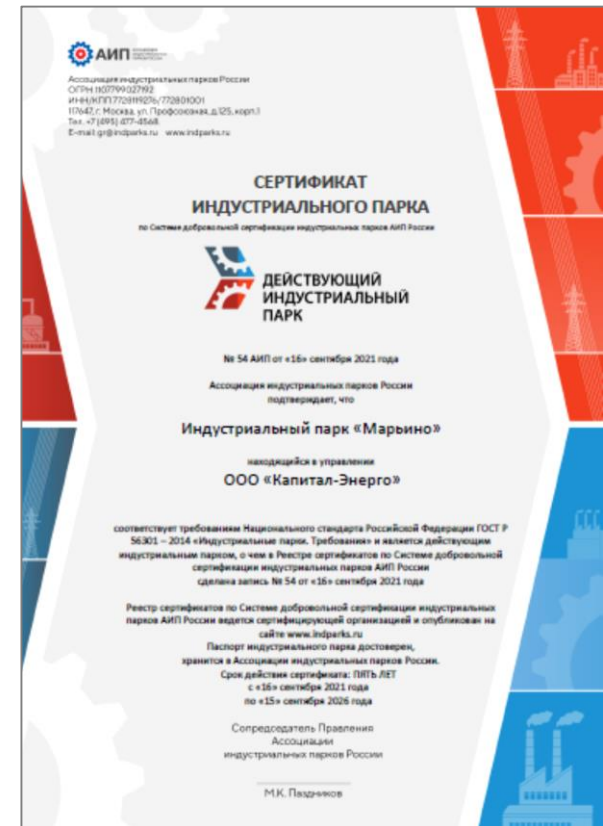 АИП
Ассоциация индустриальных парков России
ОГРН 1107799027192
ИНН/КПП 7728119276/772801001
117647, г. Москва, ул. Профсоюзная, д.125, корп.1
Тел. +7 (495) 477-4568
E-mail: gr@indparks.ru www.indparks.ru
СЕРТИФИКАТ
ИНДУСТРИАЛЬНОГО ПАРКА
по Системе добровольной сертификации индустриальных парков АИП России
ДЕЙСТВУЮЩИЙ
ИНДУСТРИАЛЬНЫЙ
ПАРК
№ 54 АИП от «16» сентября 2021 года
Ассоциация индустриальных парков России
подтверждает, что
Индустриальный парк «Марьино»
находящийся в управлении
ООО «Капитал-Энерго»
соответствует требованиям Национального стандарта Российской Федерации ГОСТ Р
56301 – 2014 «Индустриальные парки. Требования» и является действующим
индустриальным парком, о чем в Реестре сертификатов по Системе добровольной
сертификации индустриальных парков АИП России
сделана запись № 54 от «16» сентября 2021 года
Реестр сертификатов по Системе добровольной сертификации индустриальных
парков АИП России ведется сертифицирующей организацией и опубликован на
сайте www.indparks.ru
Паспорт индустриального парка достоверен,
хранится в Ассоциации индустриальных парков России.
Срок действия сертификата: ПЯТЬ ЛЕТ
с «16» сентября 2021 года
по «15» сентября 2026 года
Сопредседатель Правления
Ассоциации
индустриальных парков России
М.К. Паздников